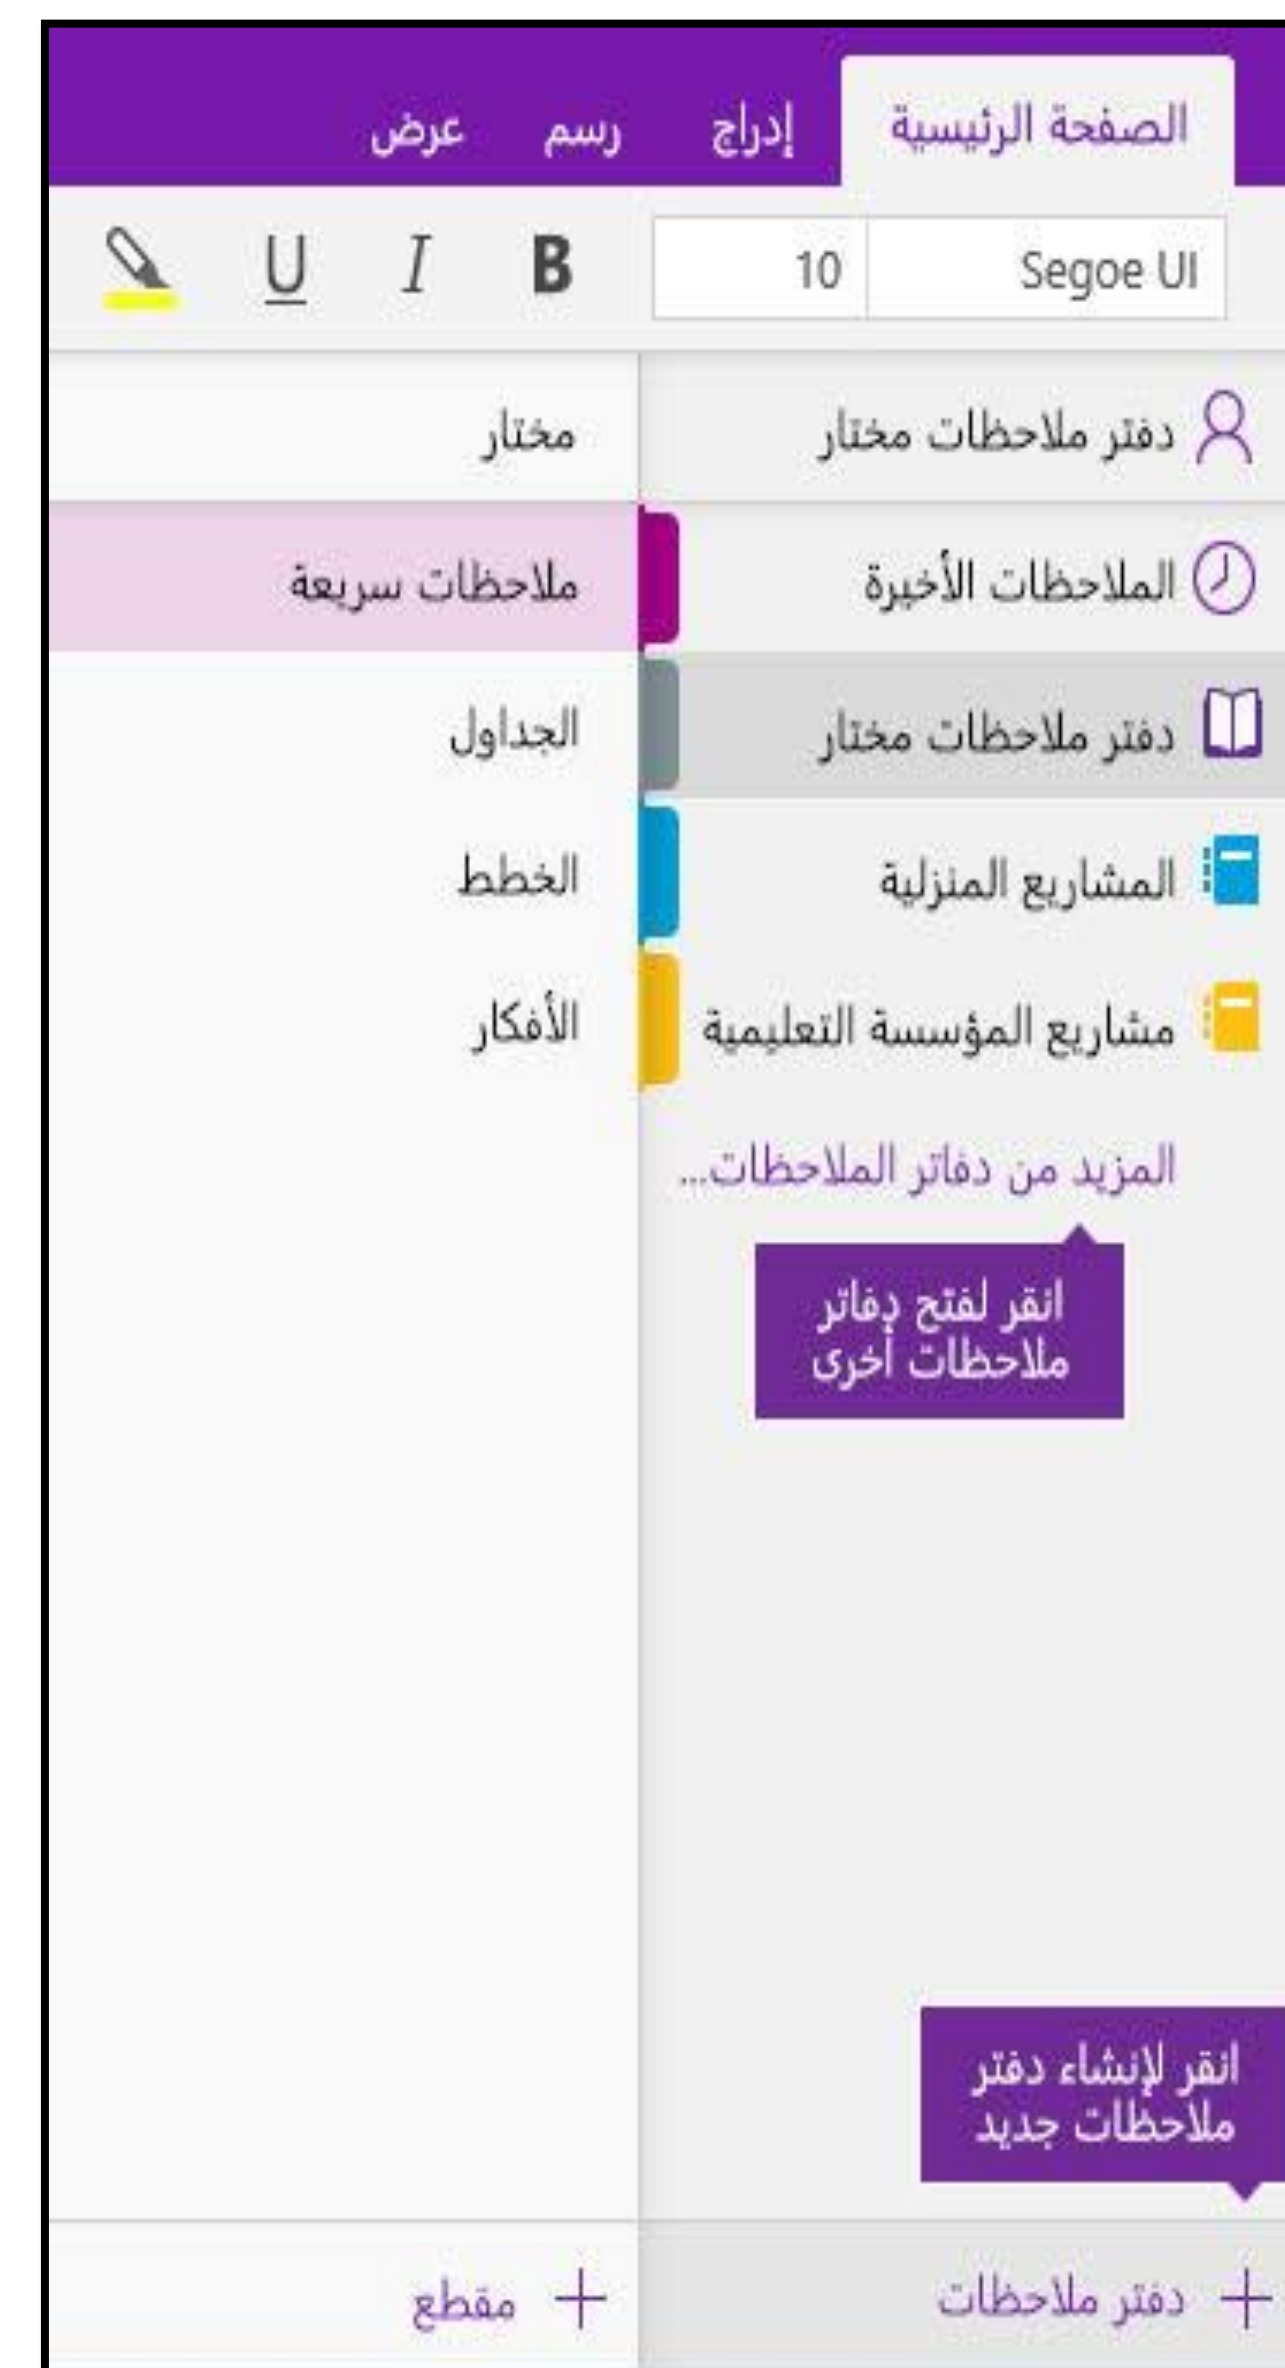 الصفحة الرئيسية إدراج رسم عرض
Segoe UI 10 B I U
دفتر ملاحظات مختار
الملاحظات الأخيرة
دفتر ملاحظات مختار
المشاريع المنزلية
مشاريع المؤسسة التعليمية
المزيد من دفاتر الملاحظات...
انقر لفتح دفاتر
ملاحظات أخرى
انقر لإنشاء دفتر
ملاحظات جديد
+ دفتر ملاحظات
مختار
ملاحظات سريعة
الجداول
الخطط
الأفكار
+ مقطع